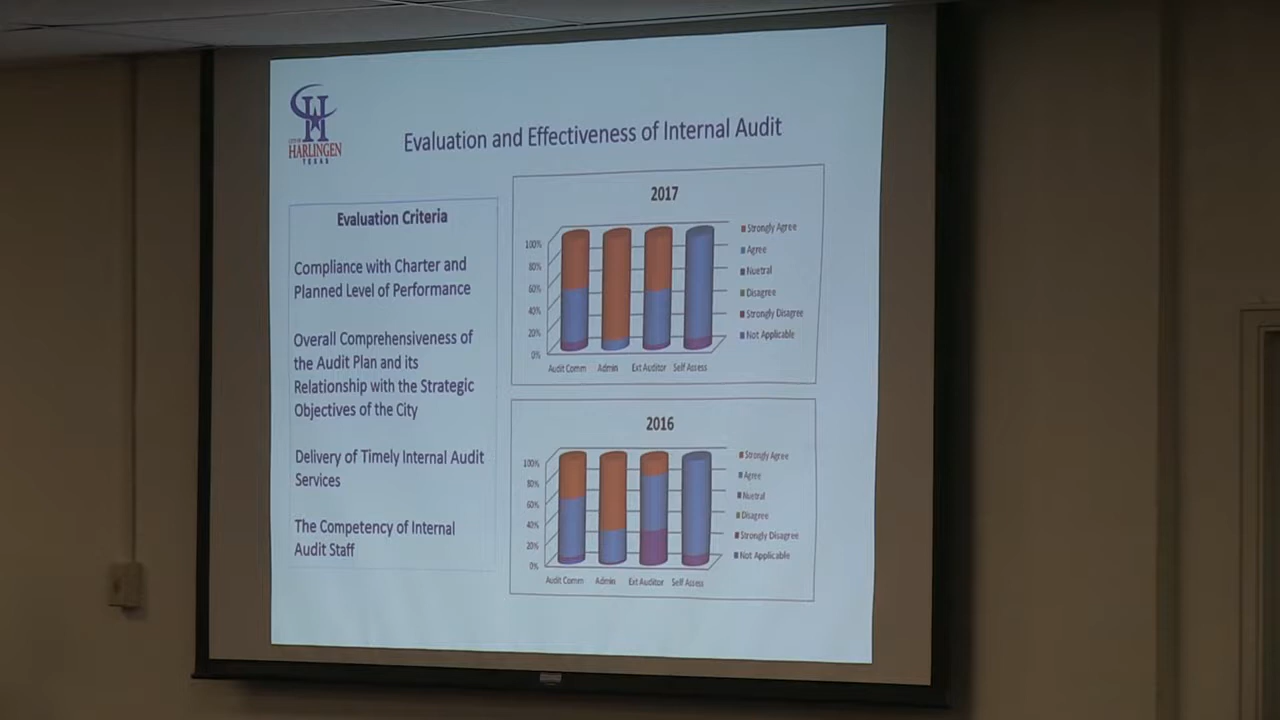 CITY OF
HARLINGEN
TEXAS
Evaluation and Effectiveness of Internal Audit
Evaluation Criteria
Compliance with Charter and
Planned Level of Performance
Overall Comprehensiveness of
the Audit Plan and its
Relationship with the Strategic
Objectives of the City
Delivery of Timely Internal Audit
Services
The Competency of Internal
Audit Staff
2017
100%
80%
60%
40%
20%
0%
Audit Comm Admin Ext Auditor Self Assess
Strongly Agree
Agree
Nuetral
Disagree
Strongly Disagree
Not Applicable
2016
100%
80%
60%
40%
20%
0%
Audit Comm Admin Ext Auditor Self Assess
Strongly Agree
Agree
Nuetral
Disagree
Strongly Disagree
Not Applicable